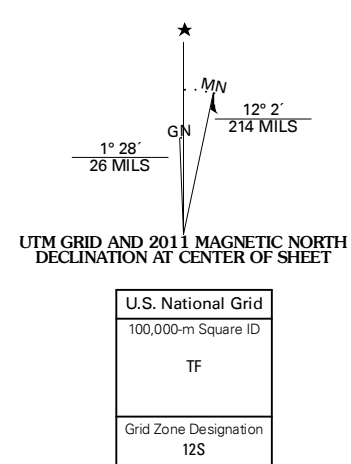 ★
MN
12° 2´
214 MILS
GN
1° 28´
26 MILS
UTM GRID AND 2011 MAGNETIC NORTH
DECLINATION AT CENTER OF SHEET
U.S. National Grid
100,000-m Square ID
TF
Grid Zone Designation
12S